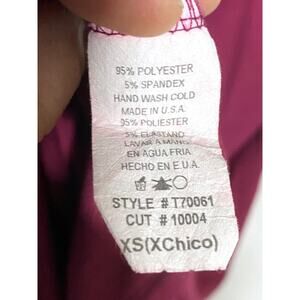 95% POLYESTER
5% SPANDEX
HAND WASH COLD
MADE IN U.S.A.
95% POLIESTER
5% ELASTANO
LAVAR A MANO
EN AGUA FRIA
HECHO EN E.U.A.
STYLE # T70061
CUT # 10004
XS(XChico)